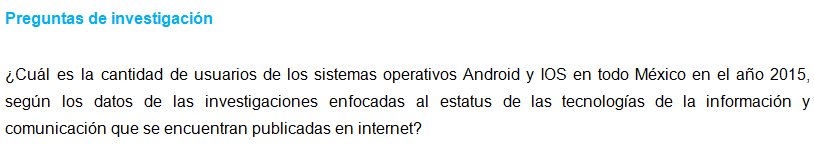 Preguntas de investigación
¿Cuál es la cantidad de usuarios de los sistemas operativos Android y IOS en todo México en el año 2015,
según los datos de las investigaciones enfocadas al estatus de las tecnologías de la información y
comunicación que se encuentran publicadas en internet?